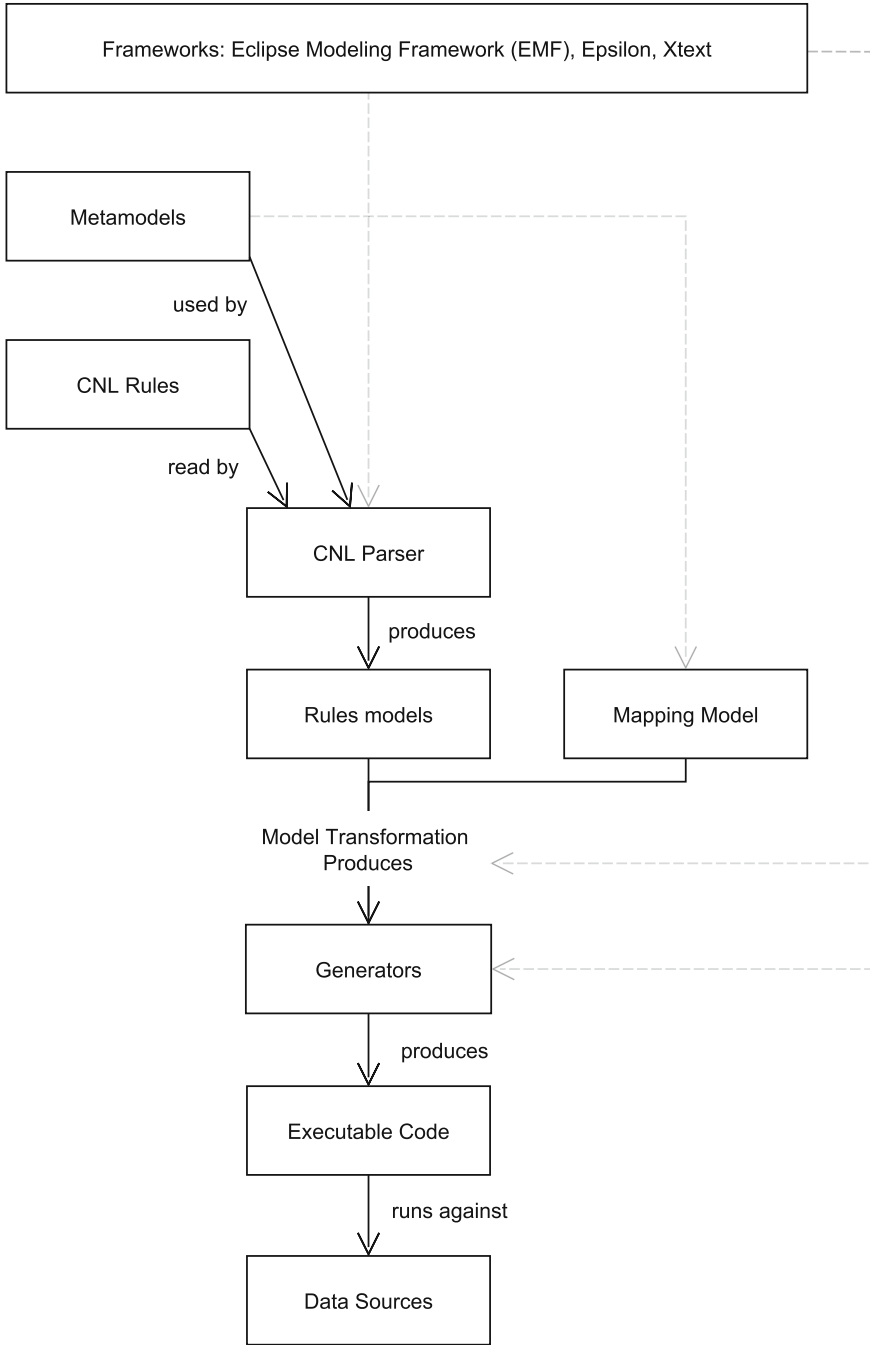 Frameworks: Eclipse Modeling Framework (EMF), Epsilon, Xtext
Metamodels
used by
CNL Rules
read by
CNL Parser
produces
Rules models
Mapping Model
Model Transformation
Produces
Generators
produces
Executable Code
runs against
Data Sources